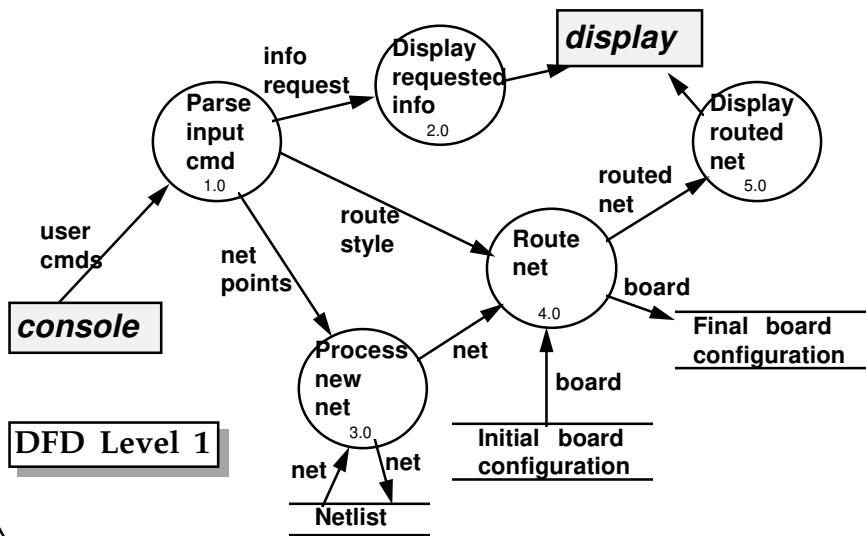 info
request
Display
requested
info
2.0
display
Parse
input
cmd
1.0
Display
routed
net
5.0
user
cmds
console
net
points
route
style
Route
net
4.0
routed
net
board
Final board
configuration
Process
new
net
3.0
net
board
Initial board
configuration
DFD Level 1
net
net
Netlist